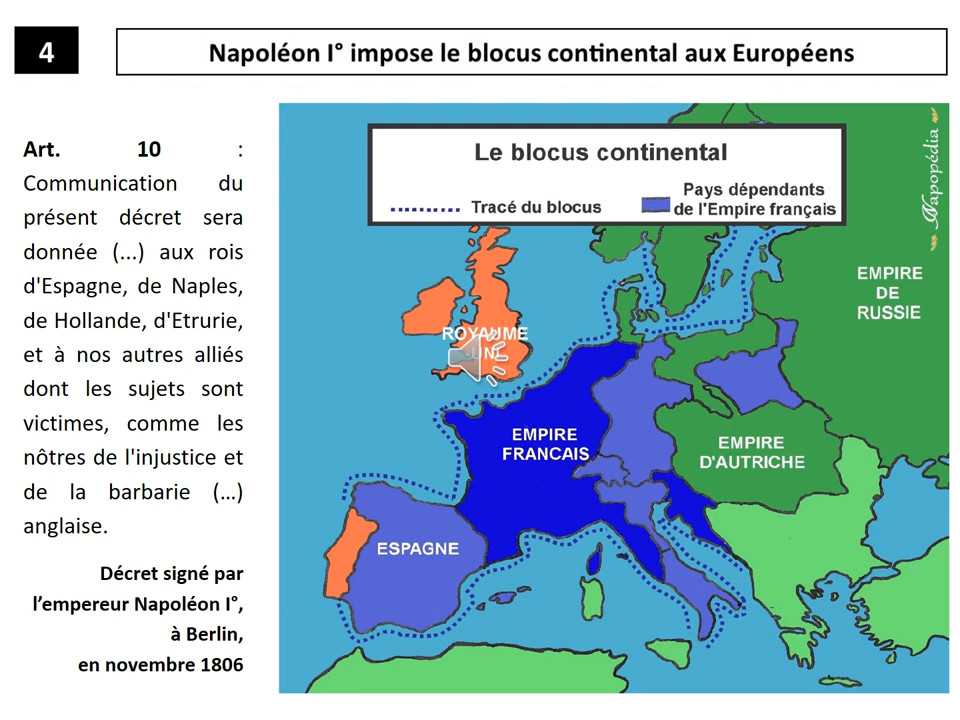 4
Napoléon I° impose le blocus continental aux Européens
Art. 10 :
Communication du
présent décret sera
donnée (...) aux rois
d'Espagne, de Naples,
de Hollande, d'Etrurie,
et à nos autres alliés
dont les sujets sont
victimes, comme les
nôtres de l'injustice et
de la barbarie (...)
anglaise.
Décret signé par
l'empereur Napoléon I°,
à Berlin,
en novembre 1806
Le blocus continental
Tracé du blocus
Pays dépendants
de l'Empire français
Napopédia
EMPIRE
DE
RUSSIE
ROYAUME
UNI
EMPIRE
FRANCAIS
EMPIRE
D'AUTRICHE
ESPAGNE